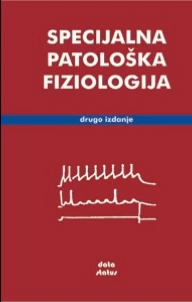 SPECIJALNA
PATOLOŠKA
FIZIOLOGIJA
drugo izdanje
data
status